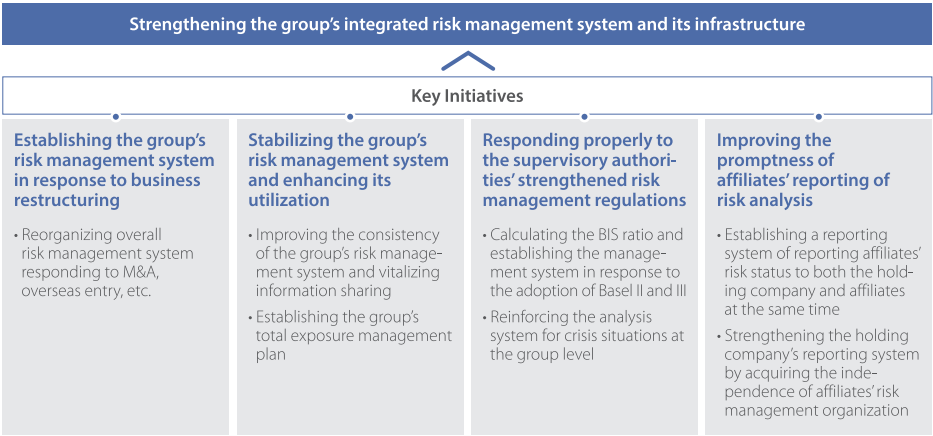 Strengthening the group's integrated risk management system and its infrastructure
Key Initiatives
Establishing the group's
risk management system
in response to business
restructuring
• Reorganizing overall
risk management system
responding to M&A,
overseas entry, etc.
Stabilizing the group's
risk management system
and enhancing its
utilization
• Improving the consistency
of the group's risk manage-
ment system and vitalizing
information sharing
• Establishing the group's
total exposure management
plan
Responding properly to
the supervisory authori-
ties' strengthened risk
management regulations
• Calculating the BIS ratio and
establishing the manage-
ment system in response to
the adoption of Basel II and III
• Reinforcing the analysis
system for crisis situations at
the group level
Improving the
promptness of
affiliates' reporting of
risk analysis
• Establishing a reporting
system of reporting affiliates'
risk status to both the hold-
ing company and affiliates
at the same time
• Strengthening the holding
company's reporting system
by acquiring the inde-
pendence of affiliates' risk
management organization